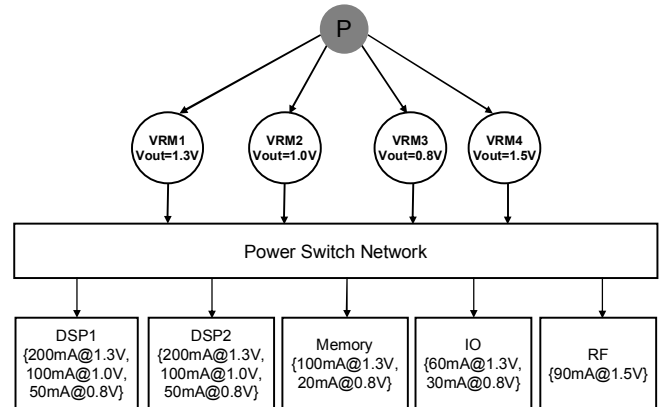 P
VRM1
Vout=1.3V
VRM2
Vout=1.0V
VRM3
Vout=0.8V
VRM4
Vout=1.5V
Power Switch Network
DSP1
{200mA@1.3V,
100mA@1.0V,
50mA@0.8V}
DSP2
{200mA@1.3V,
100mA@1.0V,
50mA@0.8V}
Memory
{100mA@1.3V,
20mA@0.8V}
IO
{60mA@1.3V,
30mA@0.8V}
RF
{90mA@1.5V}